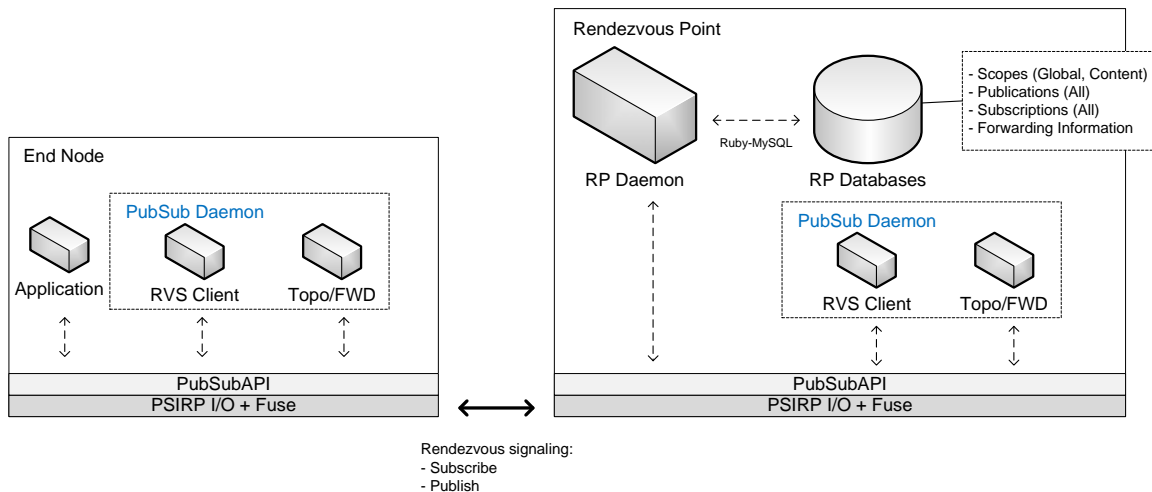 Rendezvous Point
- Scopes (Global, Content)
- Publications (All)
- Subscriptions (All)
- Forwarding Information
Ruby-MySQL
RP Daemon
RP Databases
PubSub Daemon
RVS Client
Topo/FWD
PubSubAPI
PSIRP I/O + Fuse
End Node
PubSub Daemon
Application
RVS Client
Topo/FWD
PubSubAPI
PSIRP I/O + Fuse
Rendezvous signaling:
- Subscribe
- Publish